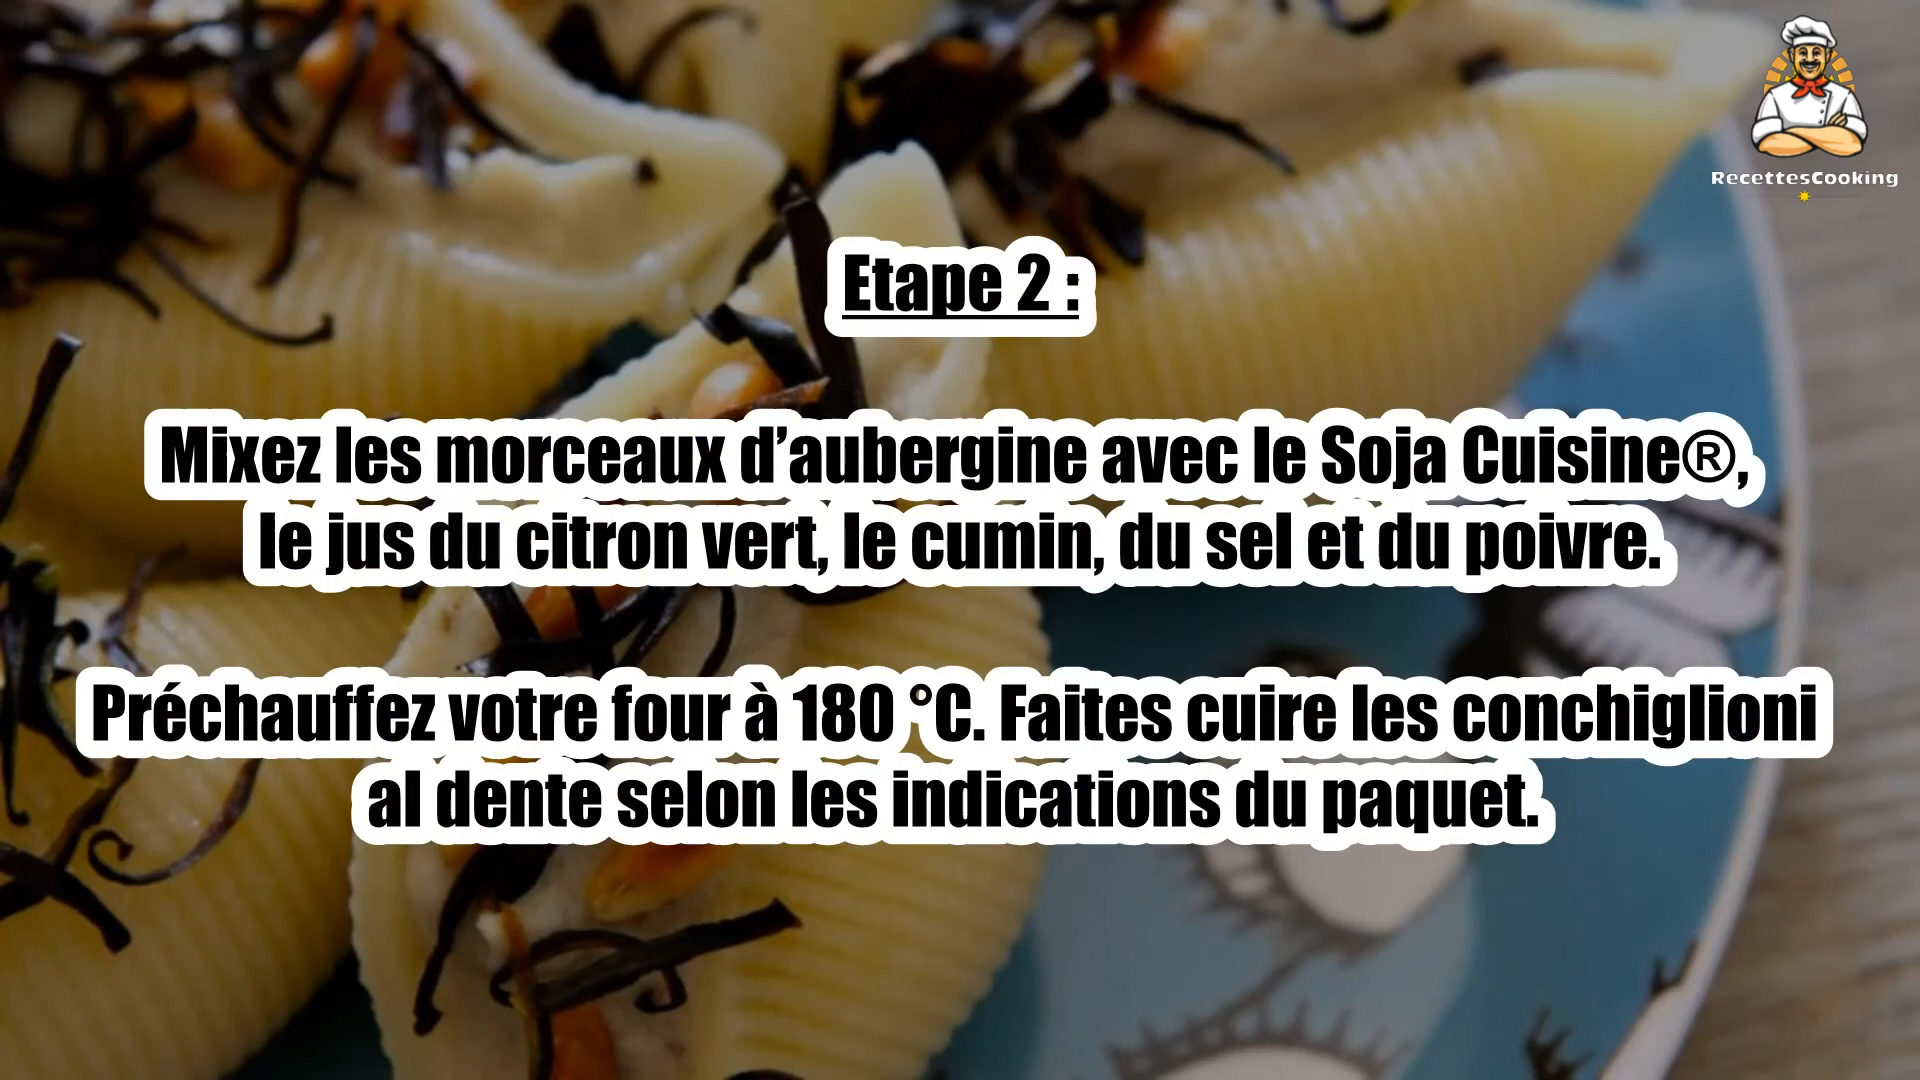 RecettesCooking
Etape 2 :
Mixez les morceaux d’aubergine avec le Soja Cuisine®,
le jus du citron vert, le cumin, du sel et du poivre.
Préchauffez votre four à 180 °C. Faites cuire les conchiglioni
al dente selon les indications du paquet.